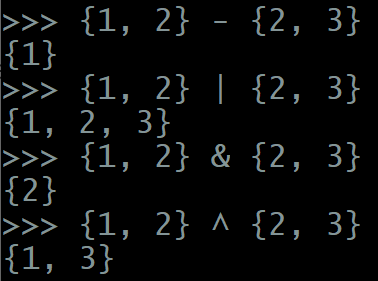 >>> {1, 2} - {2, 3}
{1}
>>> {1, 2} | {2, 3}
{1, 2, 3}
>>> {1, 2} & {2, 3}
{2}
>>> {1, 2} ^ {2, 3}
{1, 3}